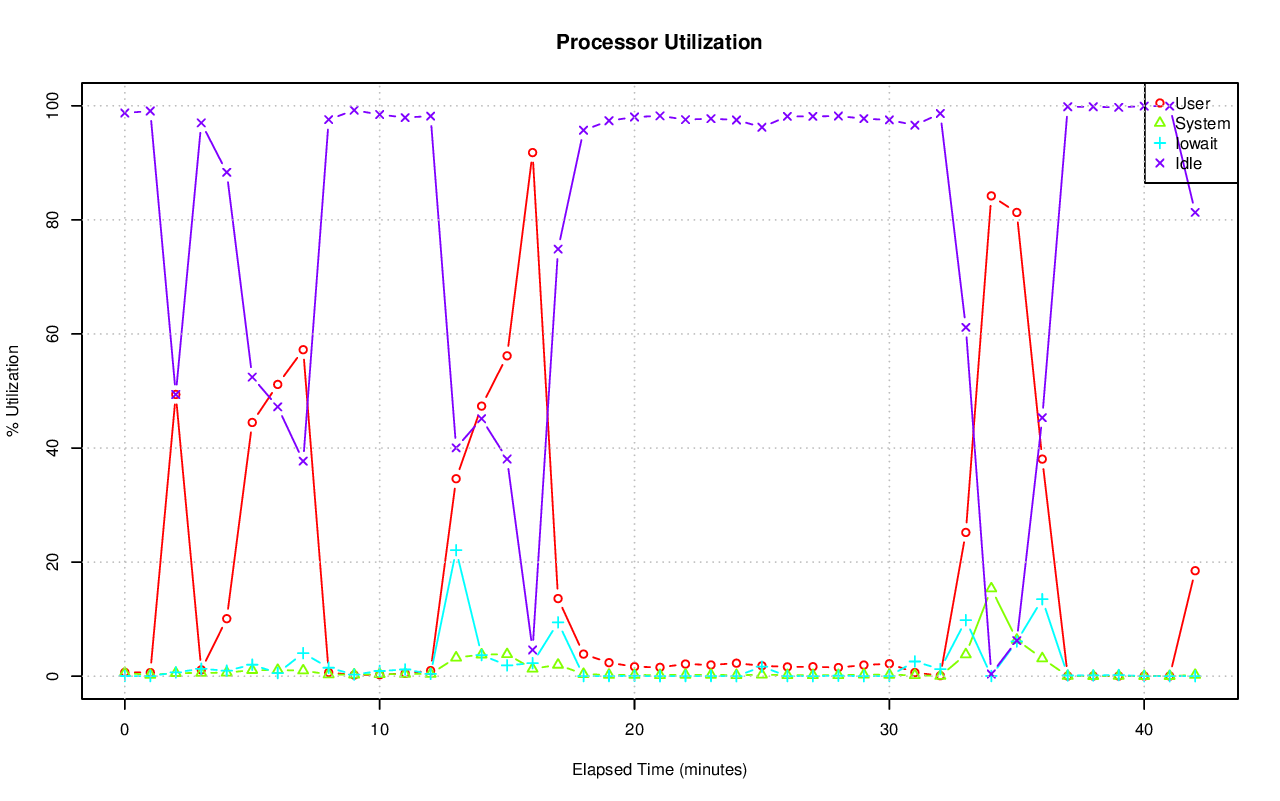 Processor Utilization
% Utilization
100
80
60
40
20
0
User
System
Iowait
Idle
0 10 20 30 40
Elapsed Time (minutes)